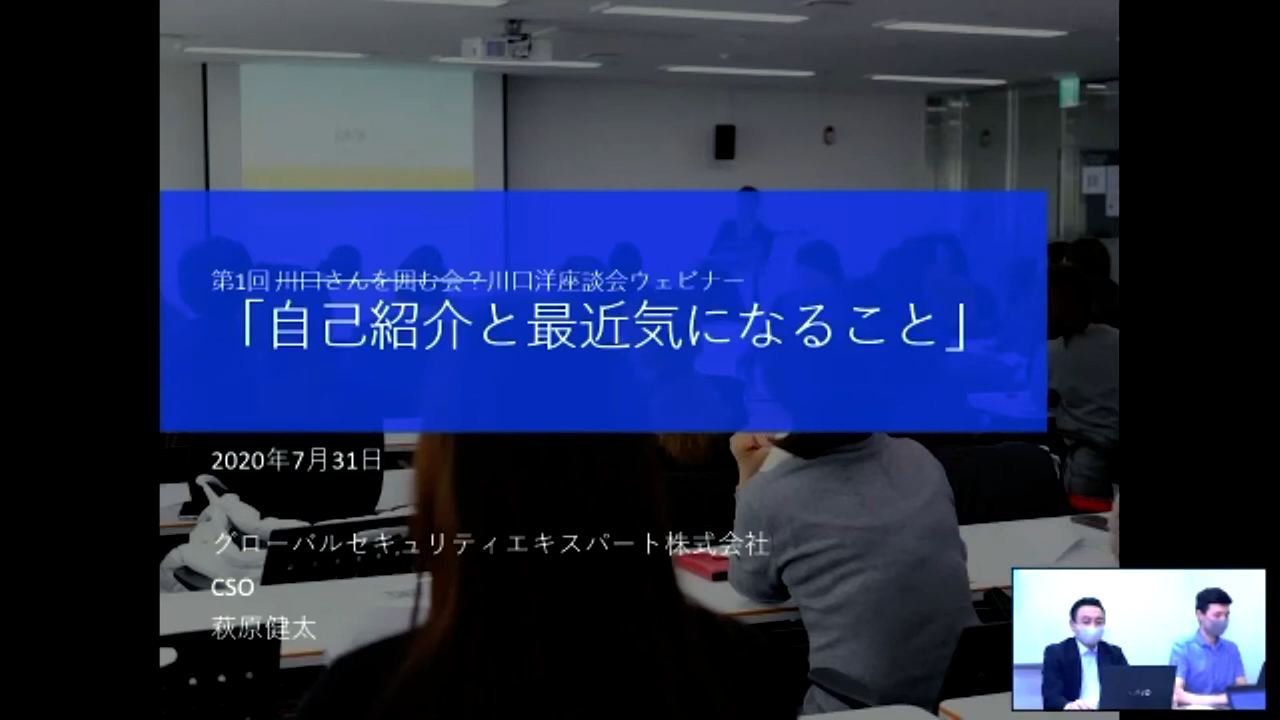 第1回 川口さんを囲む会？川口洋座談会ウェビナー
「自己紹介と最近気になること」
2020年7月31日
グローバルセキュリティエキスパート株式会社
CSO
萩原健太